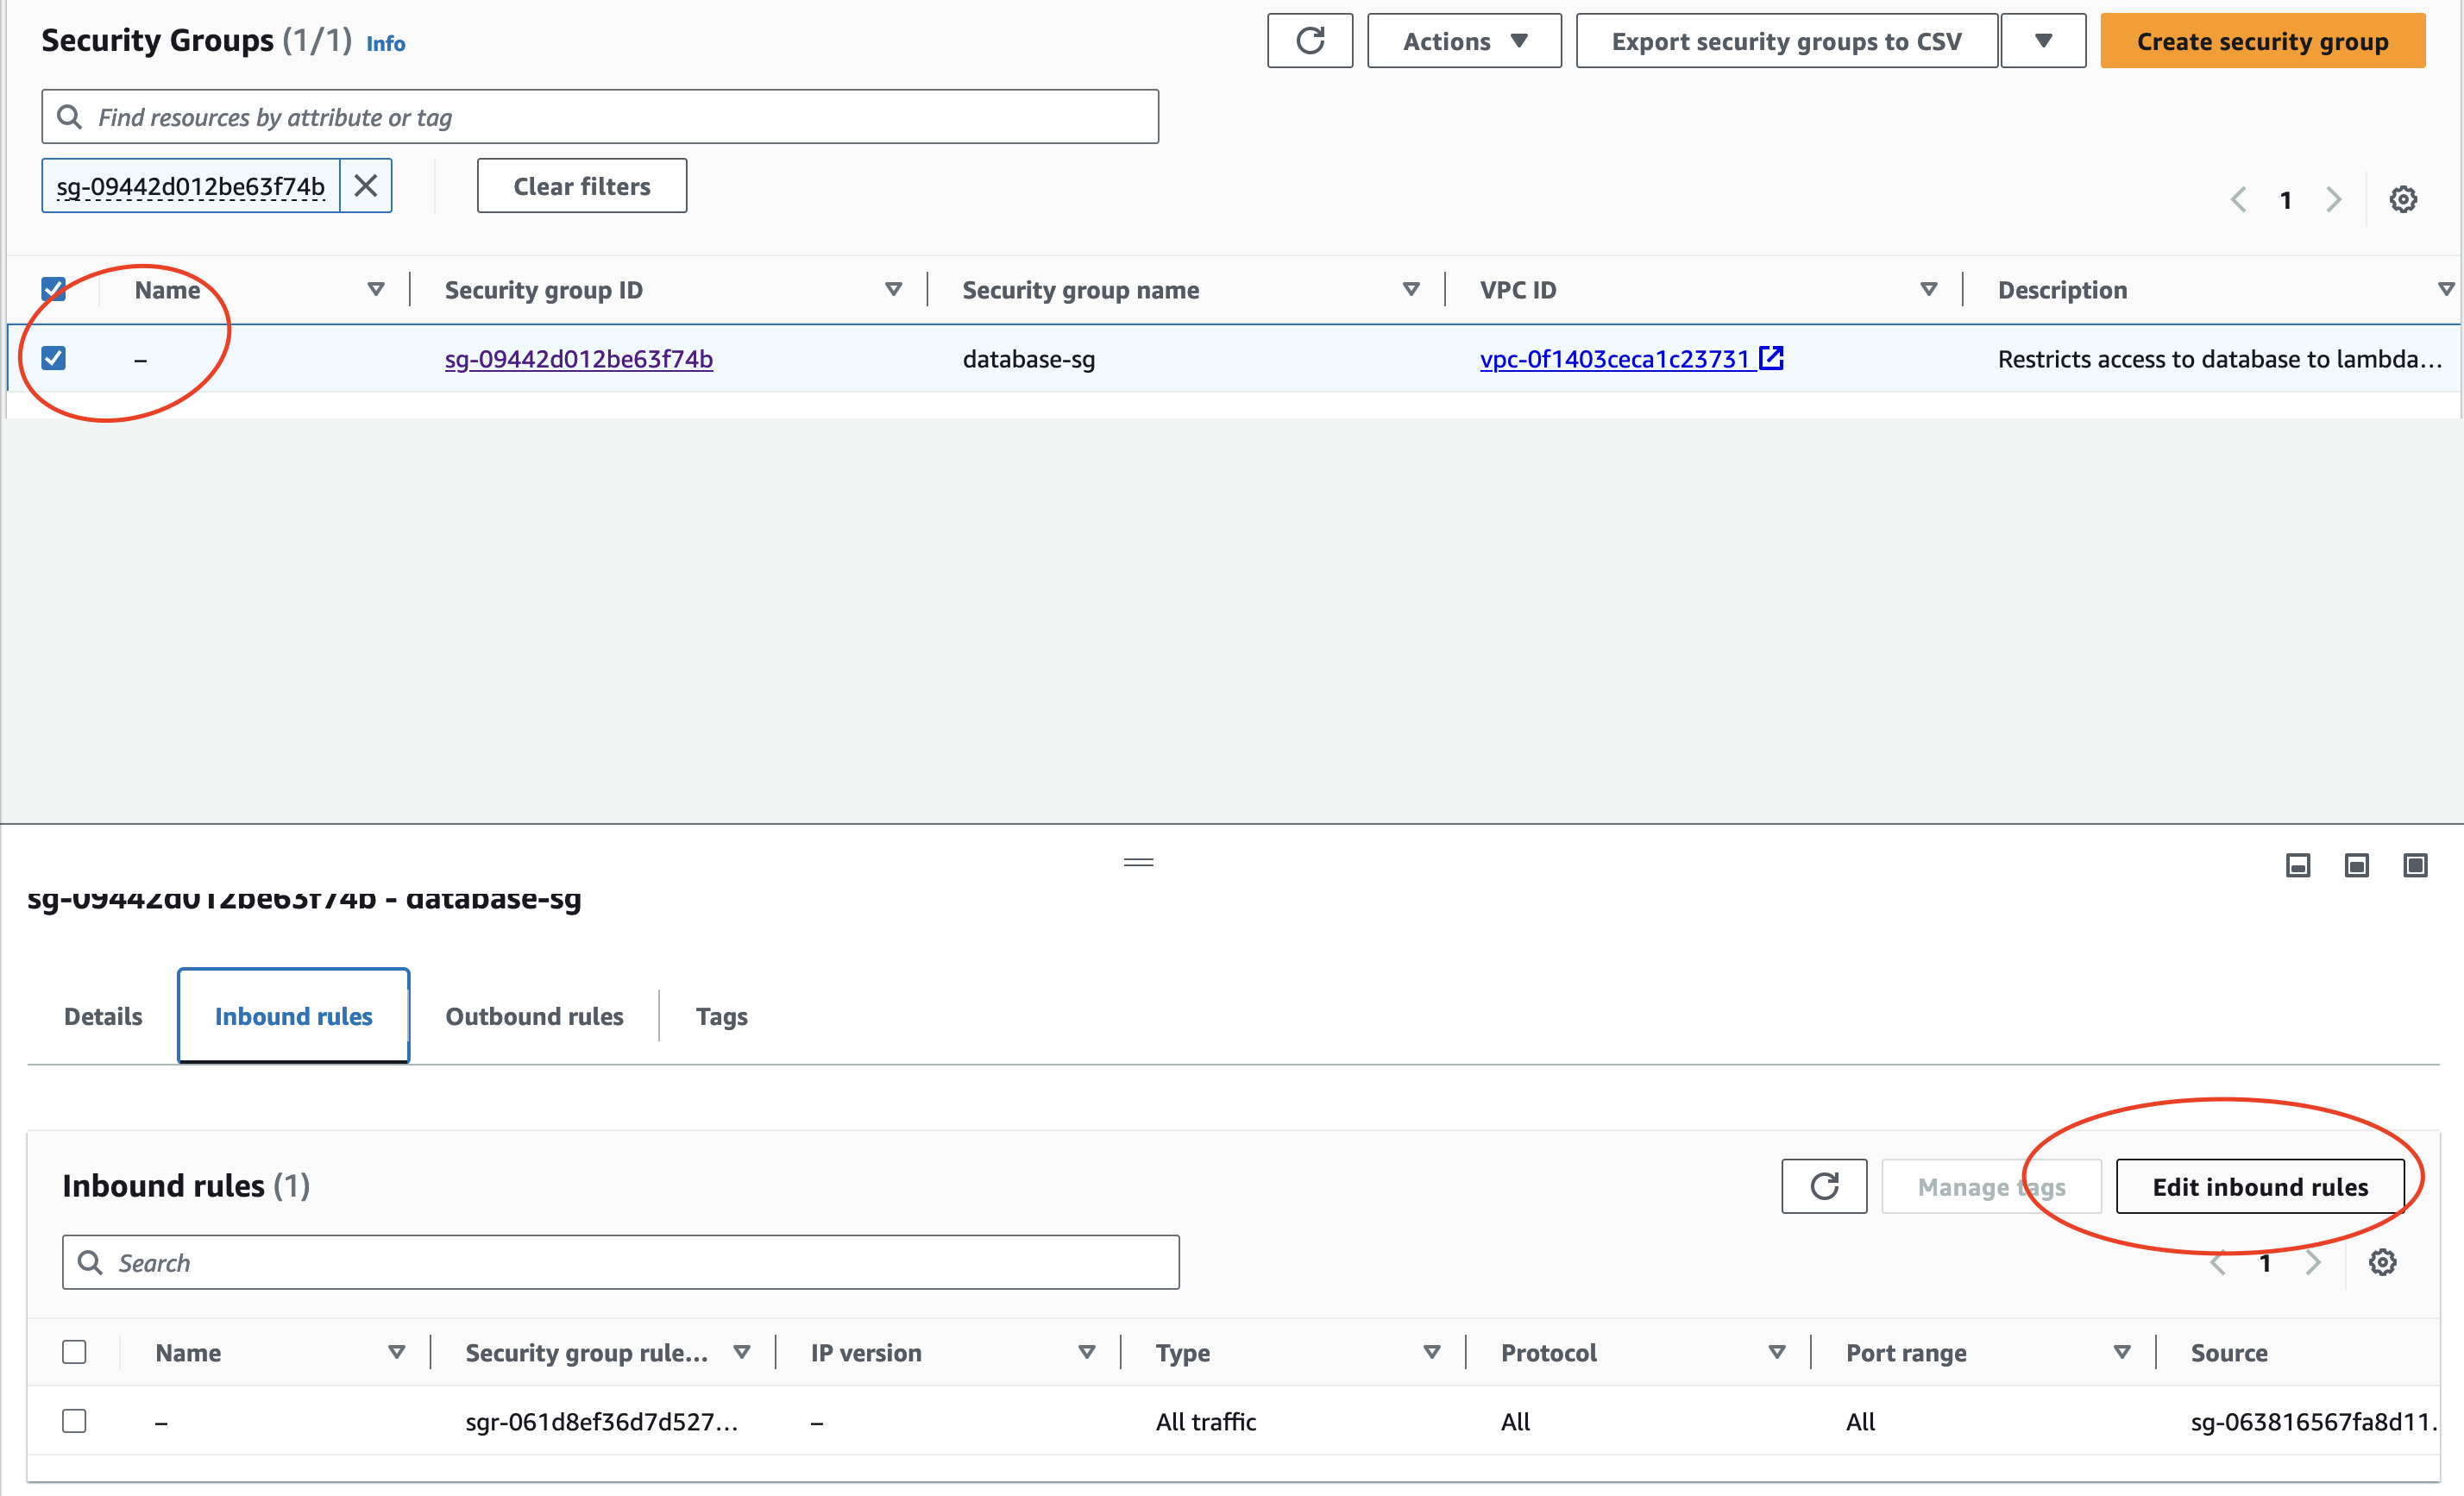 Security Groups (1/1) Info
Actions
Export security groups to CSV
Create security group
Find resources by attribute or tag
sg-09442d012be63f74b
Clear filters
1
Name Security group ID Security group name VPC ID Description
– sg-09442d012be63f74b database-sg vpc-0f1403ceca1c23731 Restricts access to database to lambda...
sg-09442d012be63f74b - database-sg
Details Inbound rules Outbound rules Tags
Inbound rules (1)
Manage tags
Edit inbound rules
Search
1
Name Security group rule... IP version Type Protocol Port range Source
– sgr-061d8ef36d7d527... – All traffic All All sg-063816567fa8d11.